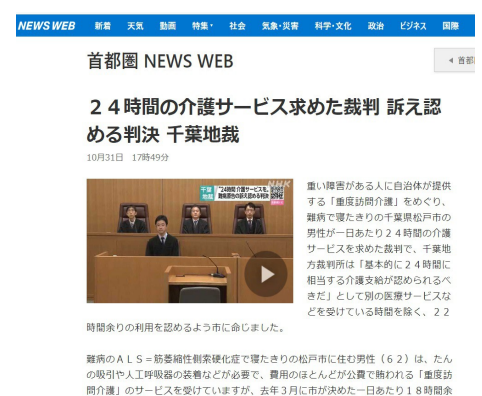 NEWS WEB 新着 天気 動画 特集 社会 気象・災害 科学・文化 政治 ビジネス 国際
首都圏 NEWS WEB
首都
２４時間の介護サービス求めた裁判 訴え認
める判決 千葉地裁
10月31日 17時49分
NHK
千葉
地裁
重い障害がある人に自治体が提供
する「重度訪問介護」をめぐり、
難病で寝たきりの千葉県松戸市の
男性が一日あたり２４時間の介護
サービスを求めた裁判で、千葉地
方裁判所は「基本的に２４時間に
相当する介護支給が認められるべ
きだ」として別の医療サービスな
どを受けている時間を除く、２２
時間余りの利用を認めるよう市に命じました。
難病のＡＬＳ＝筋萎縮性側索硬化症で寝たきりの松戸市に住む男性（６２）は、たん
の吸引や人工呼吸器の装着などが必要で、費用のほとんどが公費で賄われる「重度訪
問介護」のサービスを受けていますが、去年３月に市が決めた一日あたり１８時間余